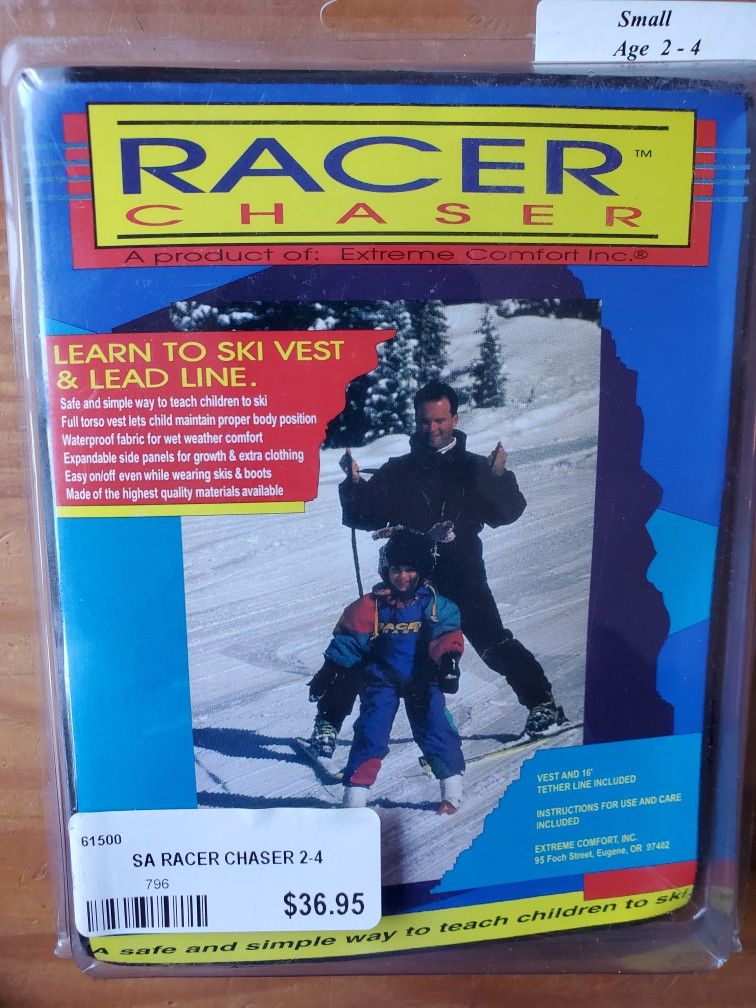 Small
Age 2 - 4
RACER™
CHASER
A product of: Extreme Comfort Inc.®
LEARN TO SKI VEST
& LEAD LINE.
Safe and simple way to teach children to ski
Full torso vest lets child maintain proper body position
Waterproof fabric for wet weather comfort
Expandable side panels for growth & extra clothing
Easy on/off even while wearing skis & boots
Made of the highest quality materials available
RACER
VEST AND 16'
TETHER LINE INCLUDED
INSTRUCTIONS FOR USE AND CARE
INCLUDED
EXTREME COMFORT, INC.
95 Foch Street, Eugene, OR 27402
61500
SA RACER CHASER 2-4
796
$36.95
A safe and simple way to teach children to ski